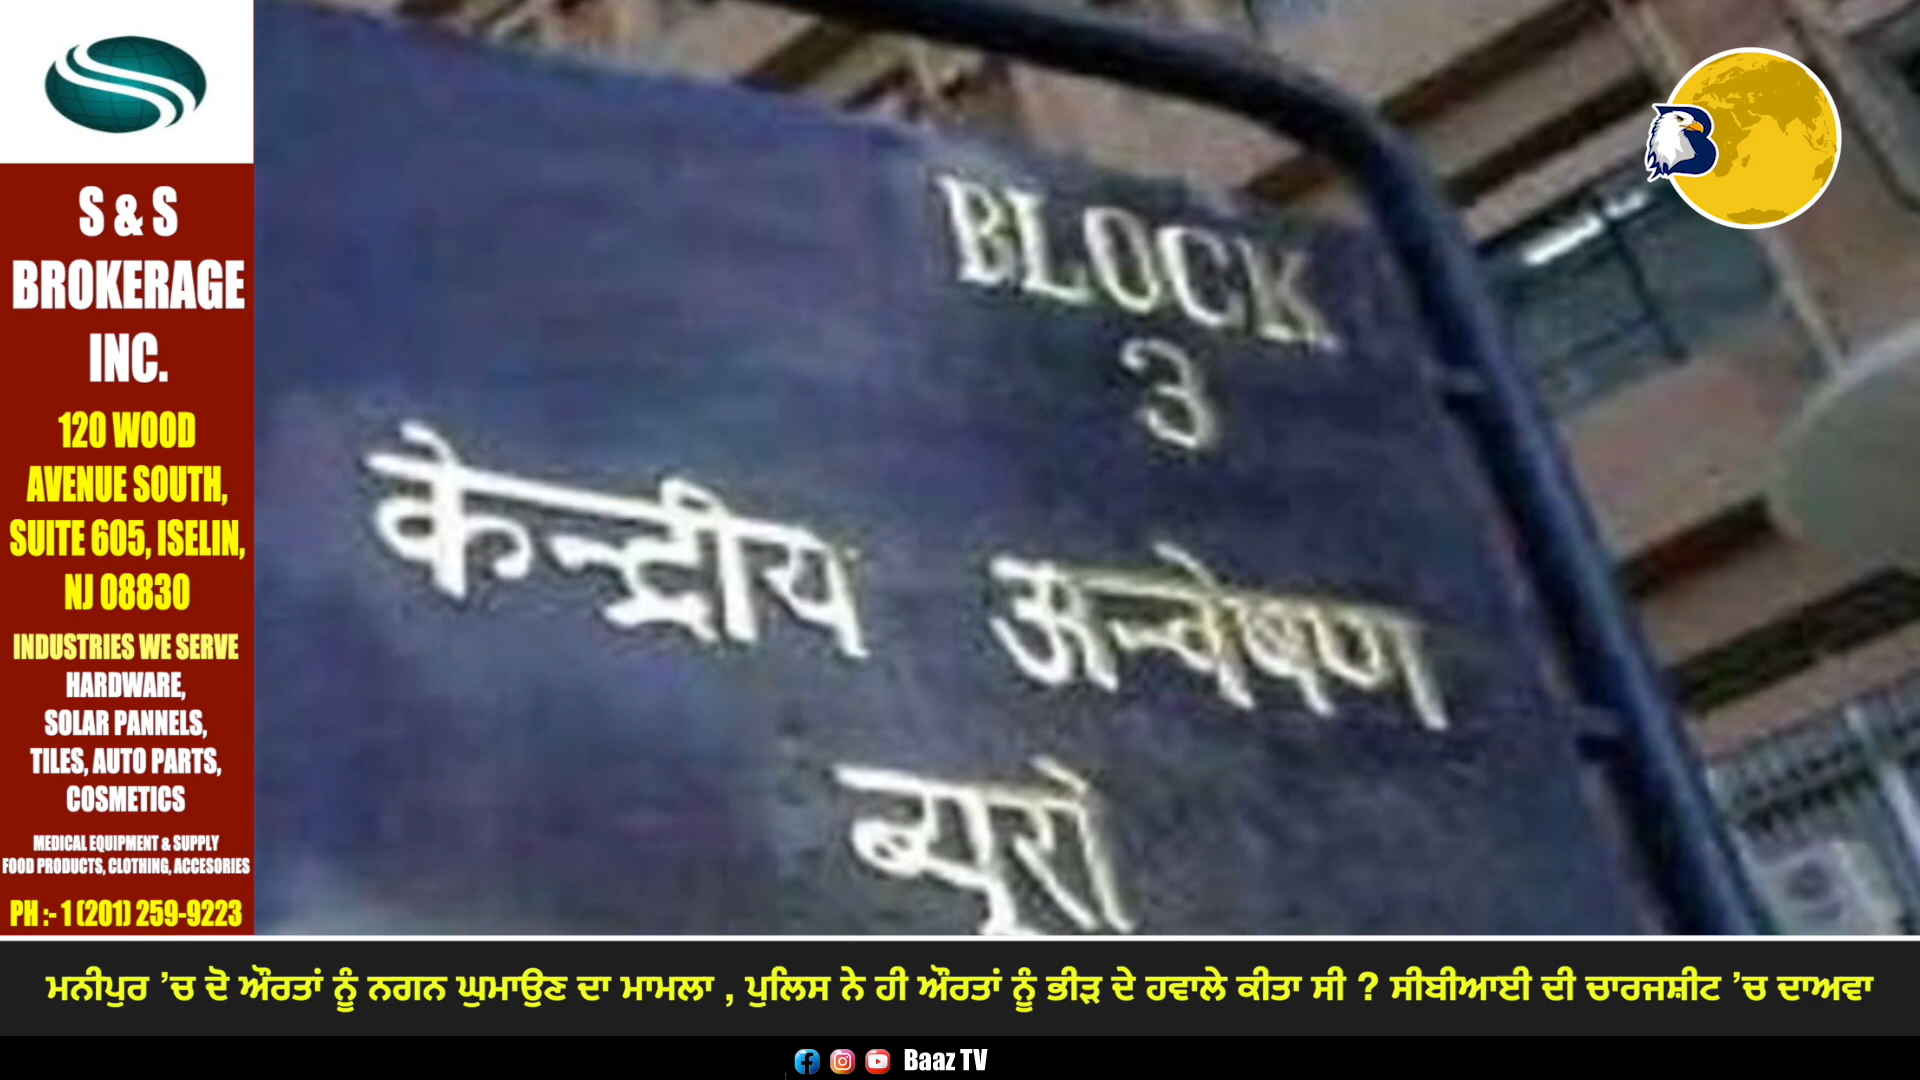 S & S
BROKERAGE
INC.
120 WOOD
AVENUE SOUTH,
SUITE 605, ISELIN,
NJ 08830
INDUSTRIES WE SERVE
HARDWARE,
SOLAR PANNELS,
TILES, AUTO PARTS,
COSMETICS
MEDICAL EQUIPMENT & SUPPLY
FOOD PRODUCTS, CLOTHING, ACCESORIES
PH :- 1 (201) 259-9223
BLOCK
3
केन्द्रीय अन्वेषण
ब्यूरो
ਮਨੀਪੁਰ ’ਚ ਦੋ ਔਰਤਾਂ ਨੂੰ ਨਗਨ ਘੁਮਾਉਣ ਦਾ ਮਾਮਲਾ , ਪੁਲਿਸ ਨੇ ਹੀ ਔਰਤਾਂ ਨੂੰ ਭੀੜ ਦੇ ਹਵਾਲੇ ਕੀਤਾ ਸੀ ? ਸੀਬੀਆਈ ਦੀ ਚਾਰਜਸ਼ੀਟ ’ਚ ਦਾਅਵਾ
Baaz TV